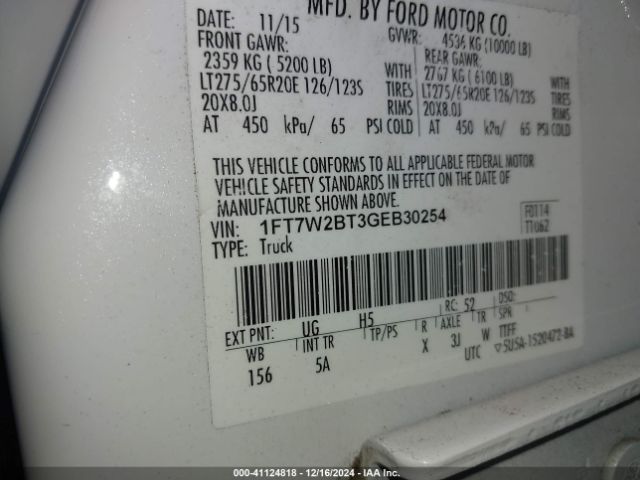 MFD. BY FORD MOTOR CO.
DATE: 11/15 GVWR: 4536 KG (10000 LB)
FRONT GAWR: REAR GAWR:
2359 KG ( 5200 LB) WITH 2767 KG ( 6100 LB) WITH
LT275/65R20E 126/123S TIRES LT275/65R20E 126/123S TIRES
20X8.0J RIMS 20X8.0J RIMS
AT 450 kPa/ 65 PSI COLD AT 450 kPa/ 65 PSI COLD
THIS VEHICLE CONFORMS TO ALL APPLICABLE FEDERAL MOTOR
VEHICLE SAFETY STANDARDS IN EFFECT ON THE DATE OF
MANUFACTURE SHOWN ABOVE.
VIN: 1FT7W2BT3GEB30254 F0114
TYPE: Truck T1062
EXT PNT: UG H5 RC: 52 DSO:
WB INT TR TP/PS R AXLE TR SPR
156 5A X 3J W TTFF
UTC ▽5U5A-1520472-BA
000-41124818 - 12/16/2024 - IAA Inc.